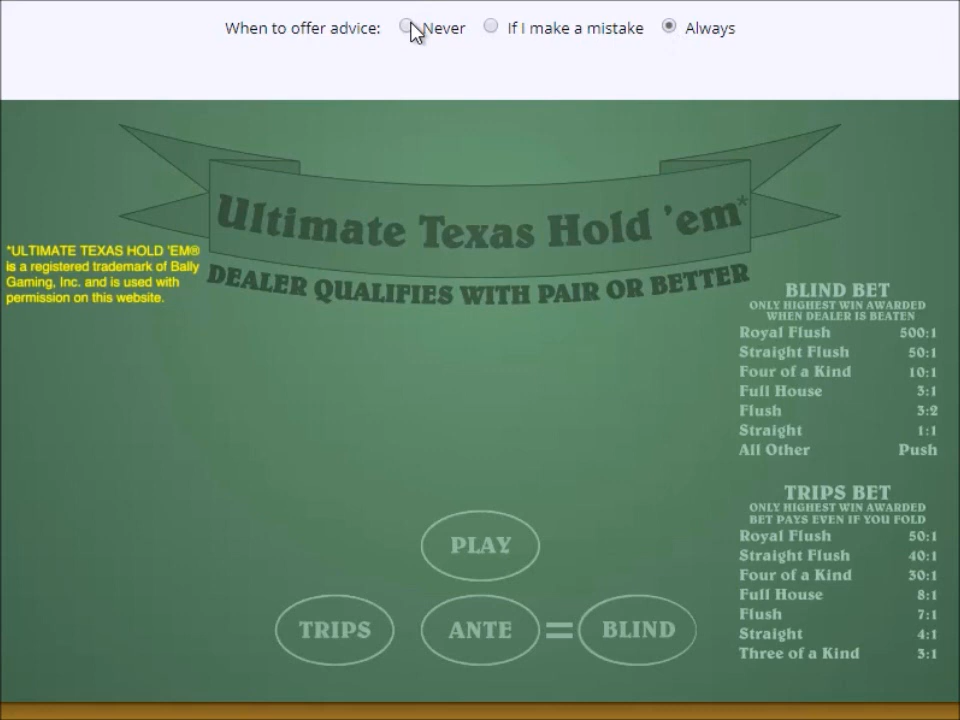 When to offer advice: Never If I make a mistake Always
Ultimate Texas Hold 'em*
DEALER QUALIFIES WITH PAIR OR BETTER
*ULTIMATE TEXAS HOLD 'EM®
is a registered trademark of Bally
Gaming, Inc. and is used with
permission on this website.
BLIND BET
ONLY HIGHEST WIN AWARDED
WHEN DEALER IS BEATEN
Royal Flush 500:1
Straight Flush 50:1
Four of a Kind 10:1
Full House 3:1
Flush 3:2
Straight 1:1
All Other Push
TRIPS BET
ONLY HIGHEST WIN AWARDED
BET PAYS EVEN IF YOU FOLD
Royal Flush 50:1
Straight Flush 40:1
Four of a Kind 30:1
Full House 8:1
Flush 7:1
Straight 4:1
Three of a Kind 3:1
PLAY
TRIPS ANTE = BLIND